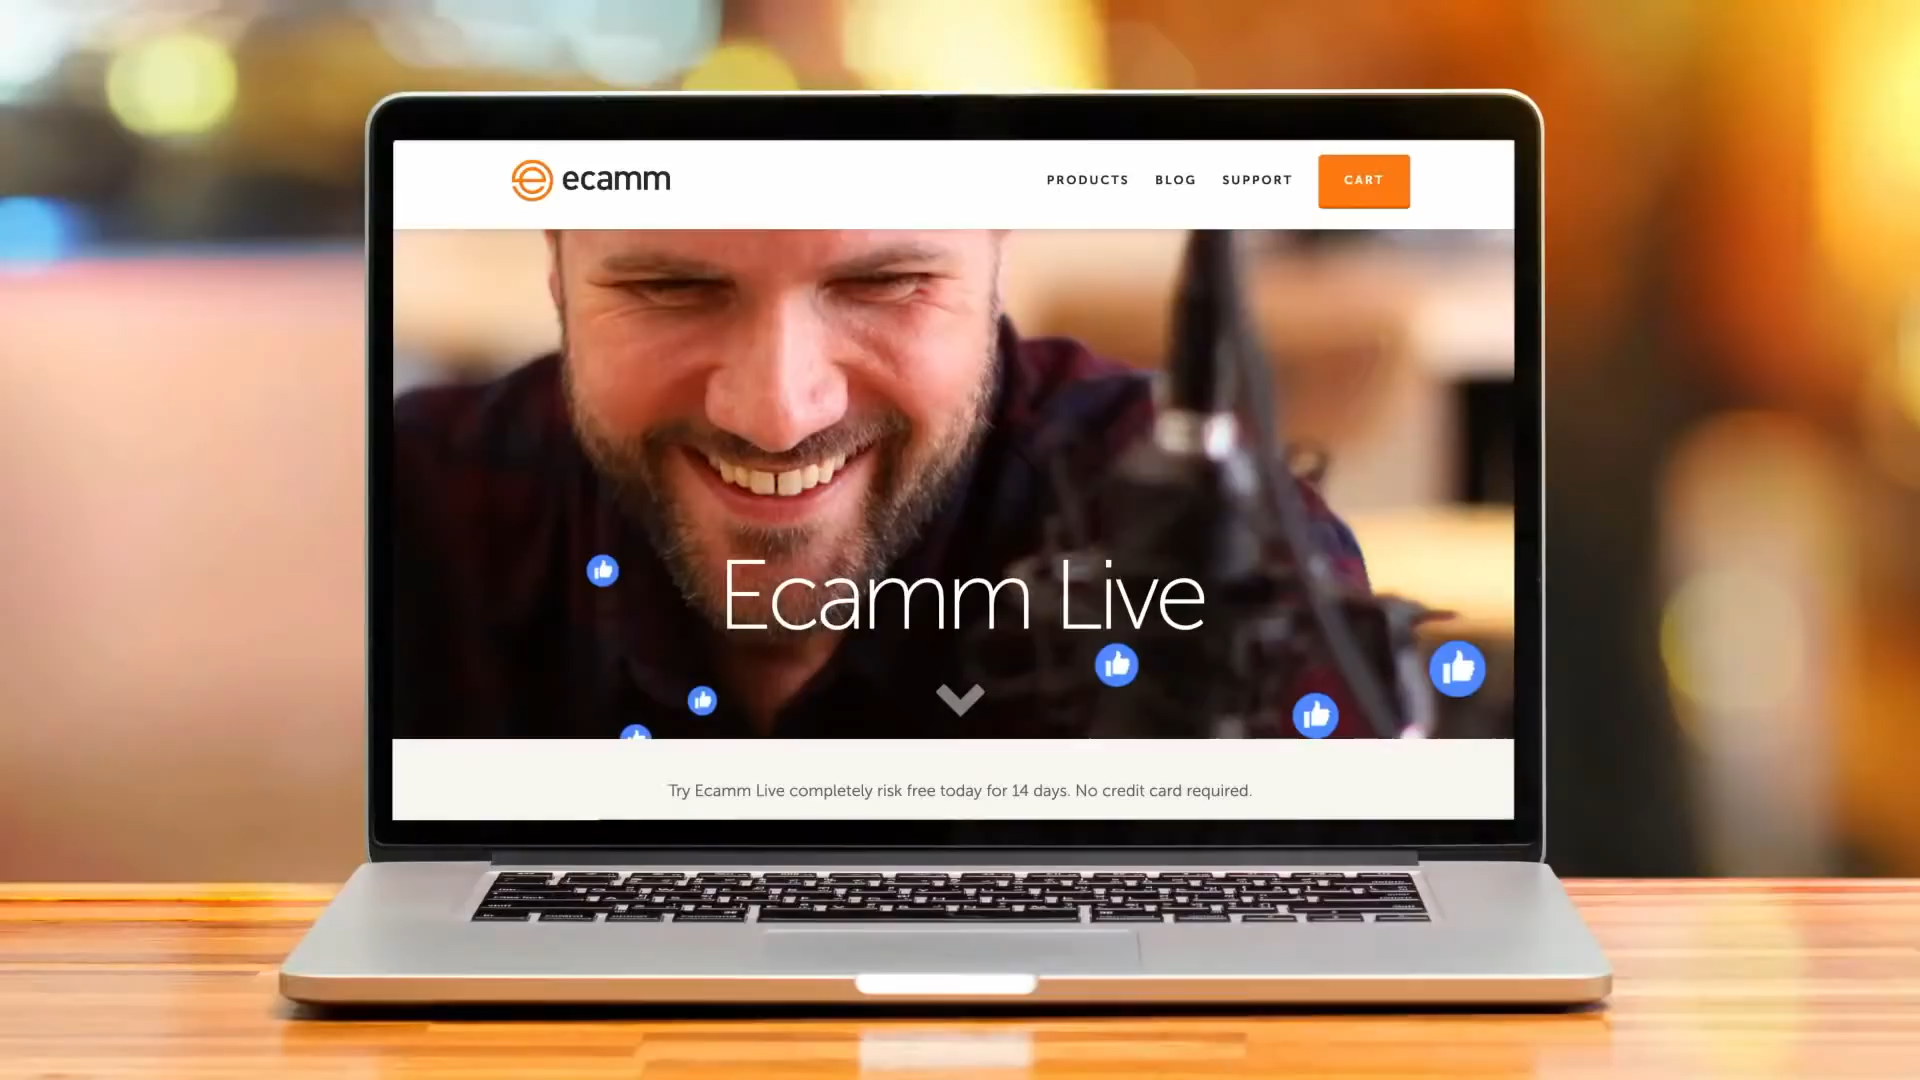 ecamm
PRODUCTS BLOG SUPPORT CART
Ecamm Live
Try Ecamm Live completely risk free today for 14 days. No credit card required.